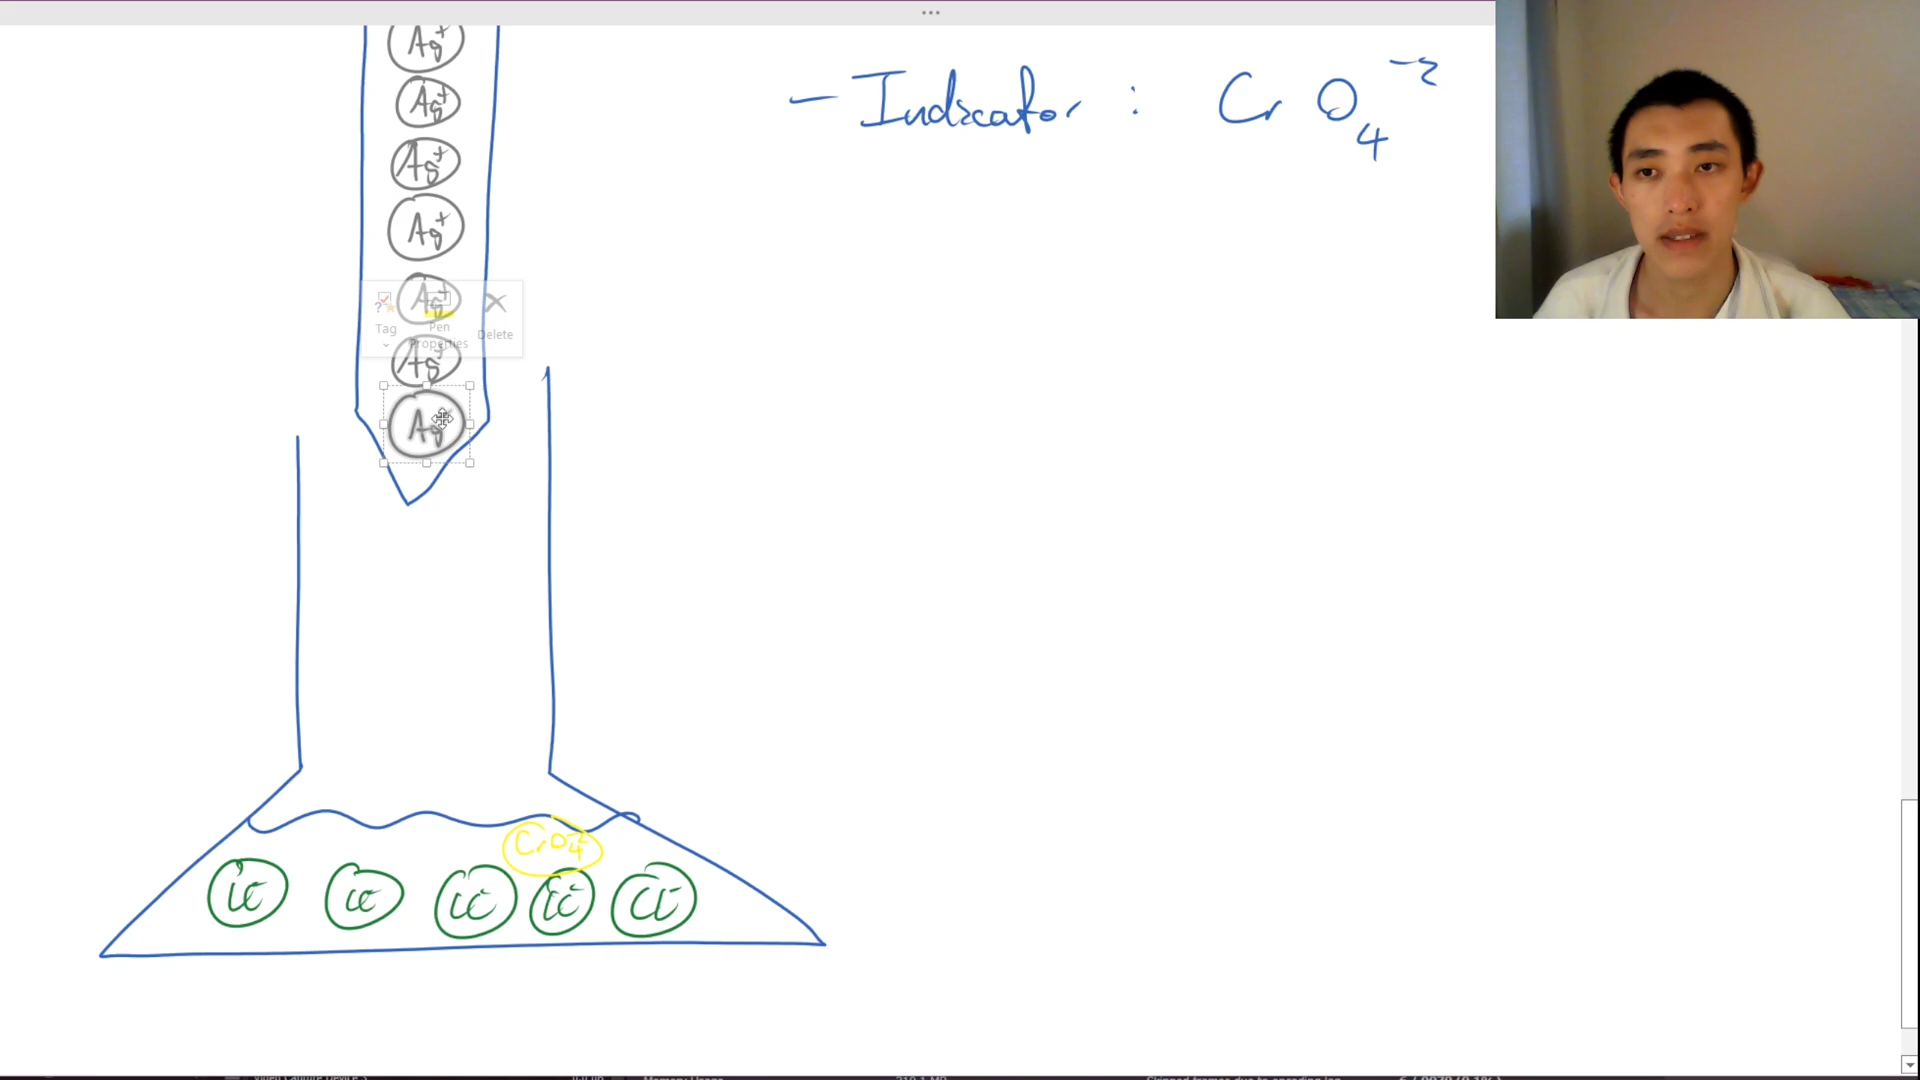 Ag+
Ag+
Ag+
Ag+
Ag+
Ag+
Ag
Tag
Pen Properties
Delete
- Indicator : CrO4 -2
CrO4 -2
Cl-
Cl-
Cl-
Cl-
Cl-